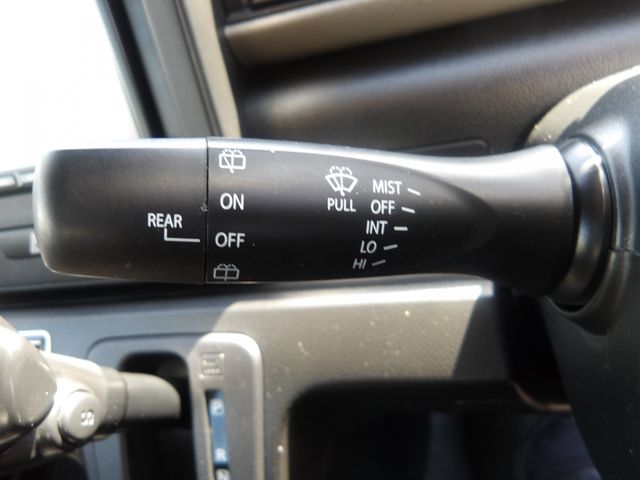 MIST
PULL OFF
INT
LO
HI
ON
REAR
OFF
P
R
N